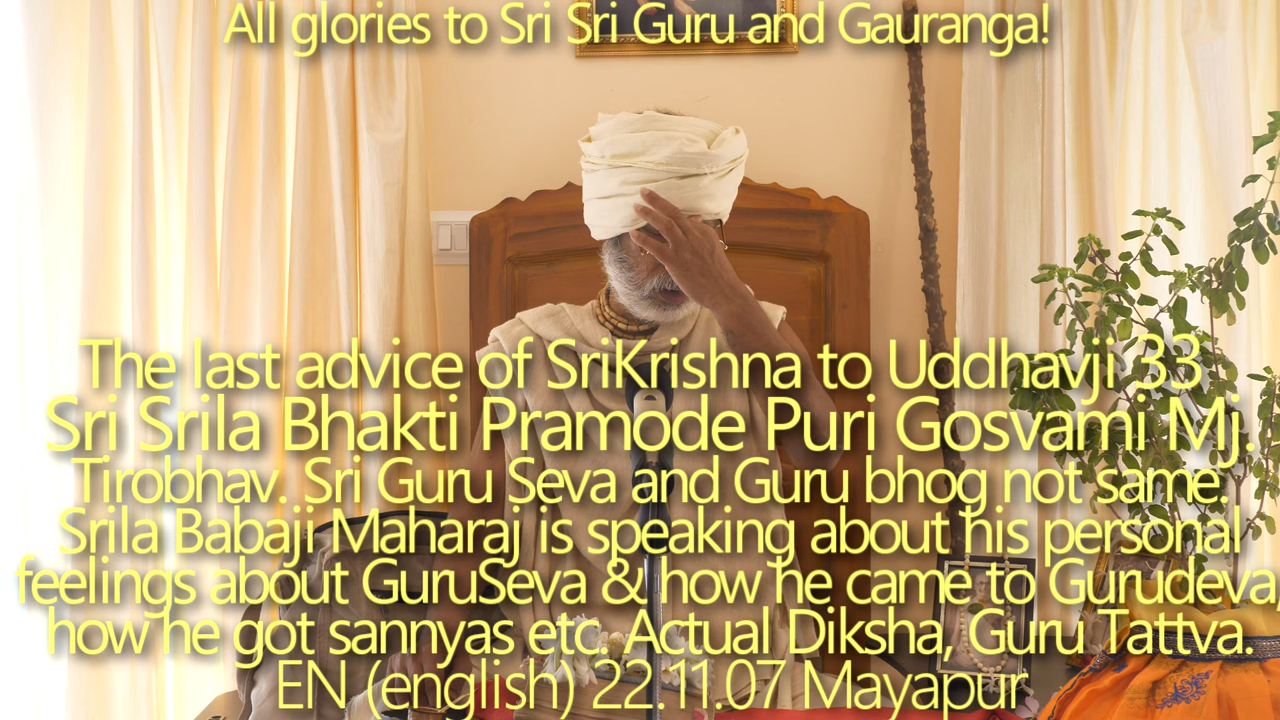 All glories to Sri Sri Guru and Gauranga!
The last advice of SriKrishna to Uddhavji 33
Sri Srila Bhakti Pramode Puri Gosvami Mj.
Tirobhav. Sri Guru Seva and Guru bhog not same.
Srila Babaji Maharaj is speaking about his personal
feelings about GuruSeva & how he came to Gurudeva,
how he got sannyas etc. Actual Diksha, Guru Tattva.
EN (english) 22.11.07 Mayapur